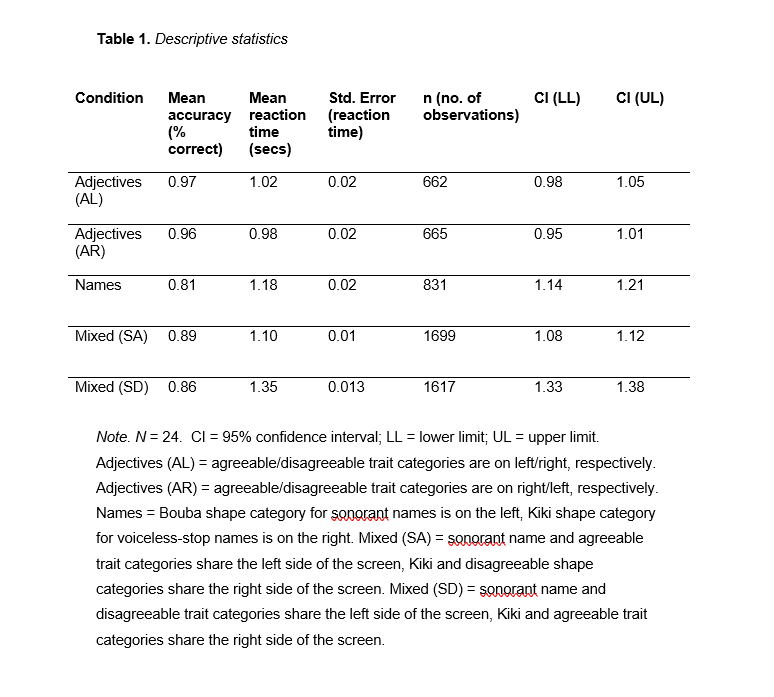 Table 1. Descriptive statistics
Condition Mean accuracy (% correct) Mean reaction time (secs) Std. Error (reaction time) n (no. of observations) CI (LL) CI (UL)
Adjectives (AL) 0.97 1.02 0.02 662 0.98 1.05
Adjectives (AR) 0.96 0.98 0.02 665 0.95 1.01
Names 0.81 1.18 0.02 831 1.14 1.21
Mixed (SA) 0.89 1.10 0.01 1699 1.08 1.12
Mixed (SD) 0.86 1.35 0.013 1617 1.33 1.38
Note. N = 24. CI = 95% confidence interval; LL = lower limit; UL = upper limit.
Adjectives (AL) = agreeable/disagreeable trait categories are on left/right, respectively.
Adjectives (AR) = agreeable/disagreeable trait categories are on right/left, respectively.
Names = Bouba shape category for sonorant names is on the left, Kiki shape category
for voiceless-stop names is on the right. Mixed (SA) = sonorant name and agreeable
trait categories share the left side of the screen, Kiki and disagreeable shape
categories share the right side of the screen. Mixed (SD) = sonorant name and
disagreeable trait categories share the left side of the screen, Kiki and agreeable trait
categories share the right side of the screen.